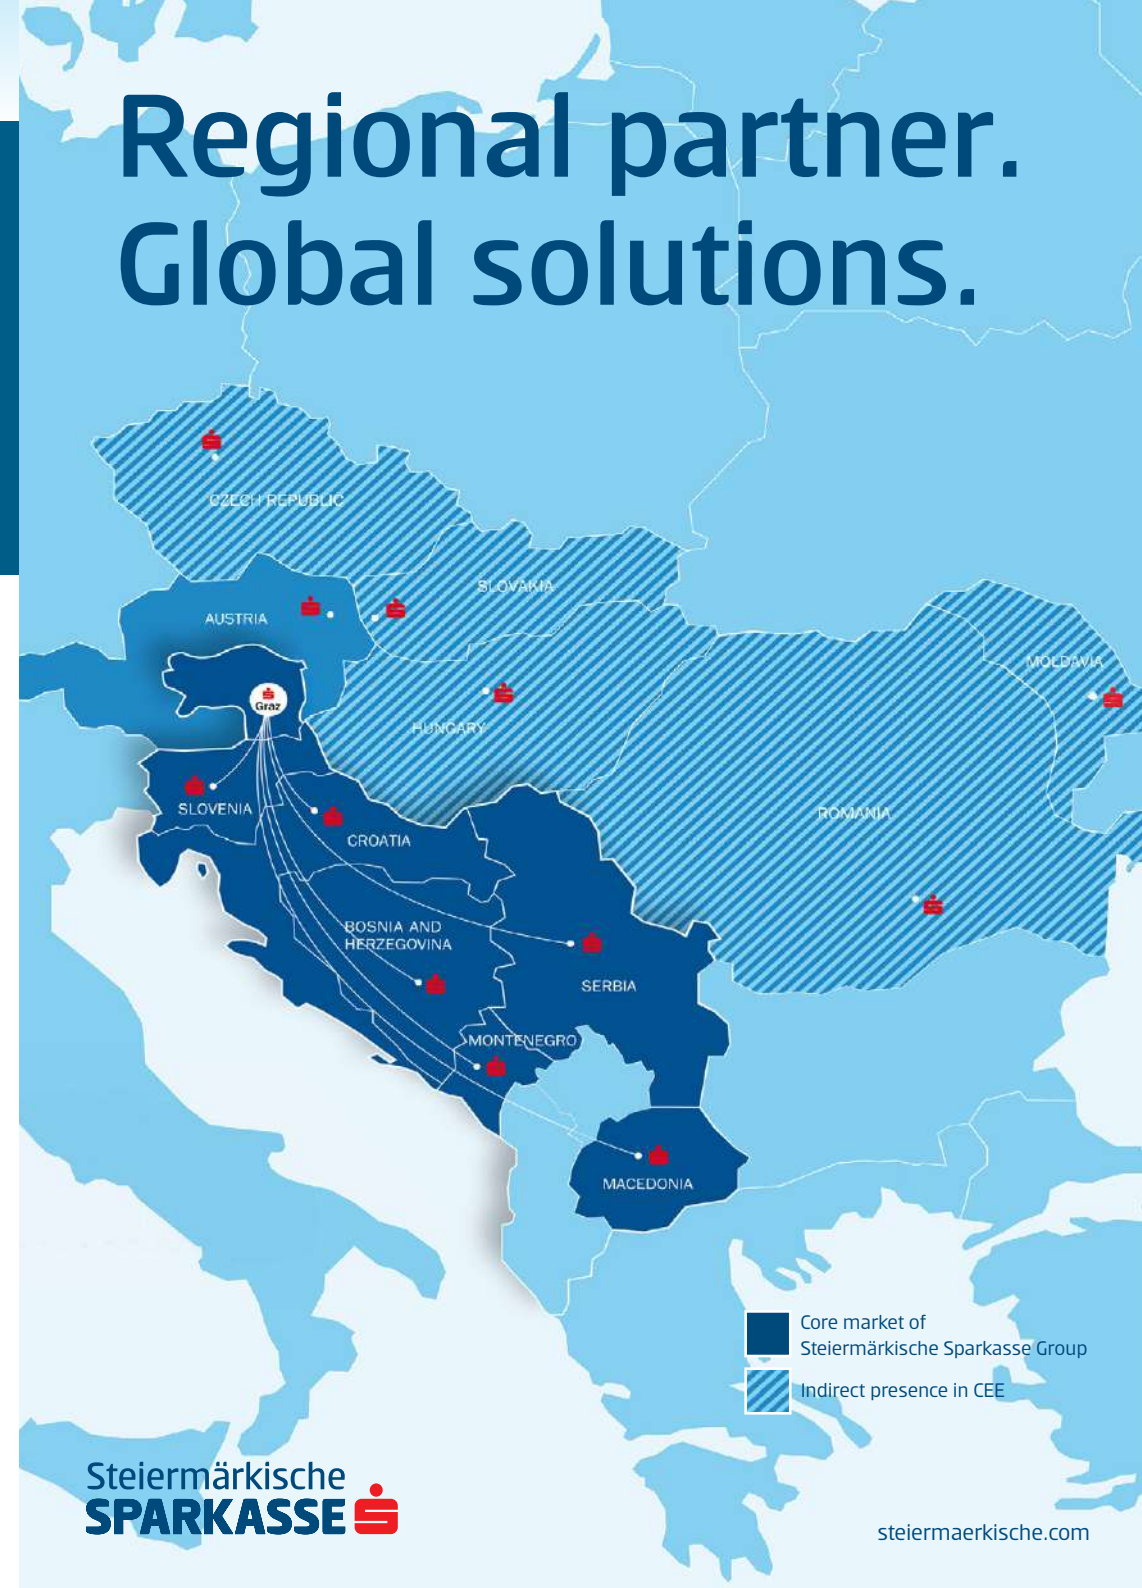 Regional partner.
Global solutions.
CZECH REPUBLIC
SLOVAKIA
AUSTRIA
MOLDAVIA
Graz
HUNGARY
SLOVENIA
ROMANIA
CROATIA
BOSNIA AND
HERZEGOVINA
SERBIA
MONTENEGRO
MACEDONIA
Core market of
Steiermärkische Sparkasse Group
Indirect presence in CEE
Steiermärkische
SPARKASSE
steiermaerkische.com